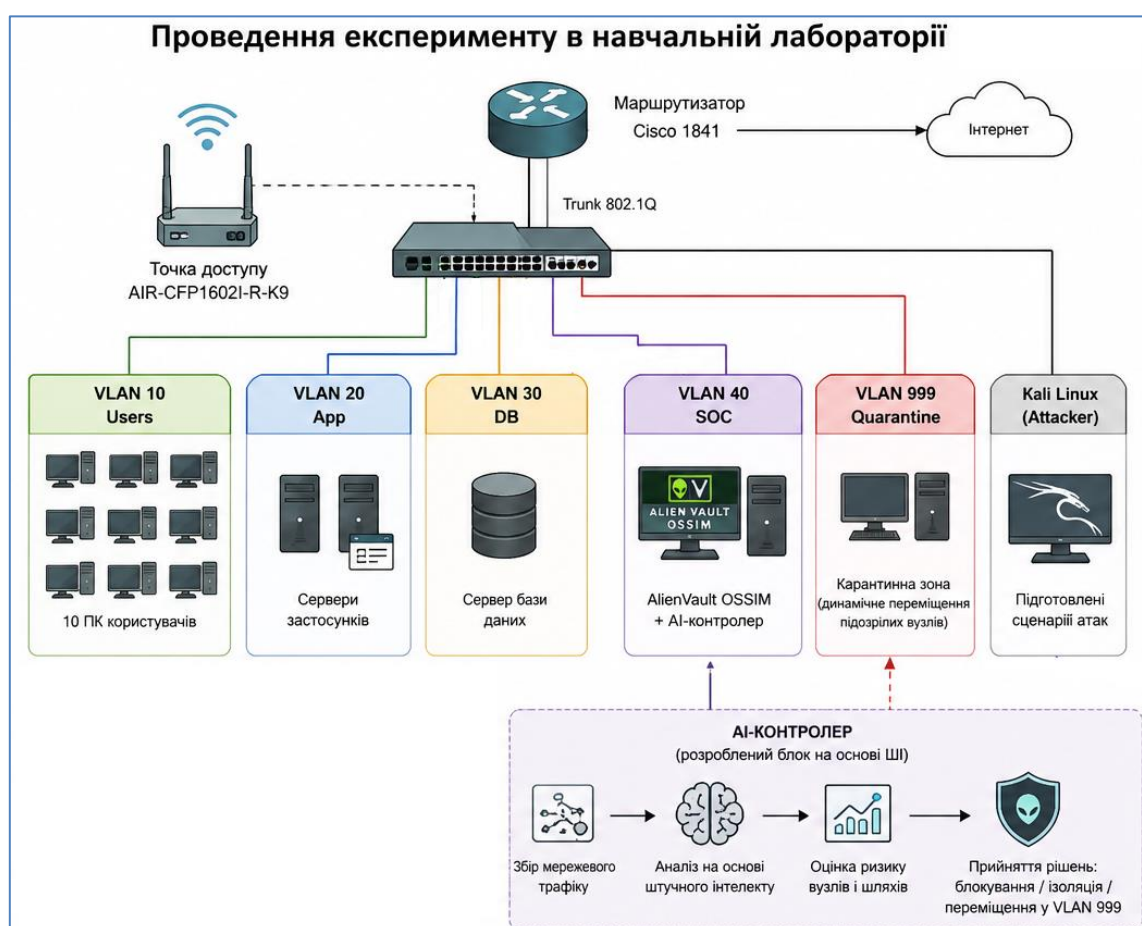 Проведення експерименту в навчальній лабораторії
Маршрутизатор
Cisco 1841
Інтернет
Trunk 802.1Q
Точка доступу
AIR-CFP1602I-R-K9
VLAN 10
Users
10 ПК користувачів
VLAN 20
App
Сервери
застосунків
VLAN 30
DB
Сервер бази
даних
VLAN 40
SOC
ALIEN VAULT
OSSIM
AlienVault OSSIM
+ AI-контролер
VLAN 999
Quarantine
Карантинна зона
(динамічне переміщення
підозрілих вузлів)
Kali Linux
(Attacker)
Підготовлені
сценаріії атак
АІ-КОНТРОЛЕР
(розроблений блок на основі ШІ)
Збір мережевого
трафіку
Аналіз на основі
штучного інтелекту
Оцінка ризику
вузлів і шляхів
Прийняття рішень:
блокування / ізоляція /
переміщення у VLAN 999